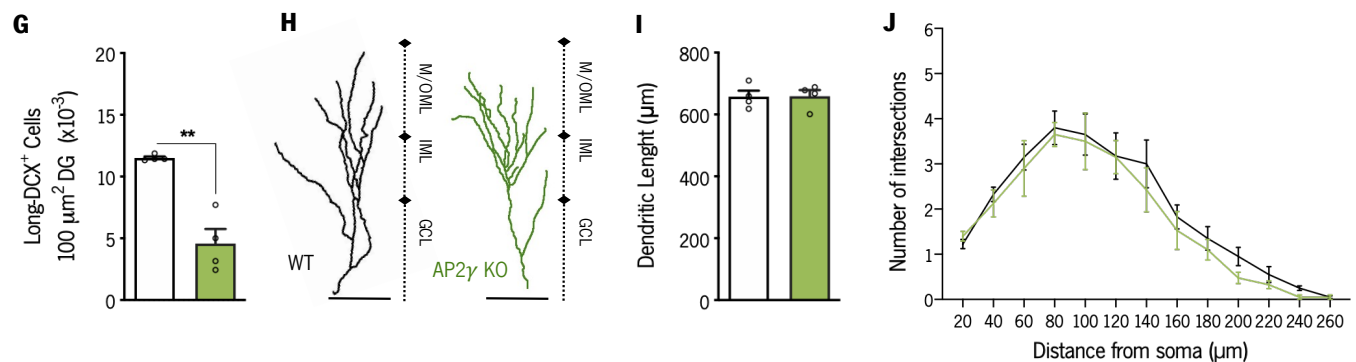 G
Long-DCX⁺ Cells
100 μm² DG (x10⁻³)
20
15
10
5
0
**
H
WT
M/OML
IML
GCL
AP2γ KO
M/OML
IML
GCL
I
Dendritic Lenght (μm)
800
600
400
200
0
J
Number of intersections
6
5
4
3
2
1
0
20 40 60 80 100 120 140 160 180 200 220 240 260
Distance from soma (μm)